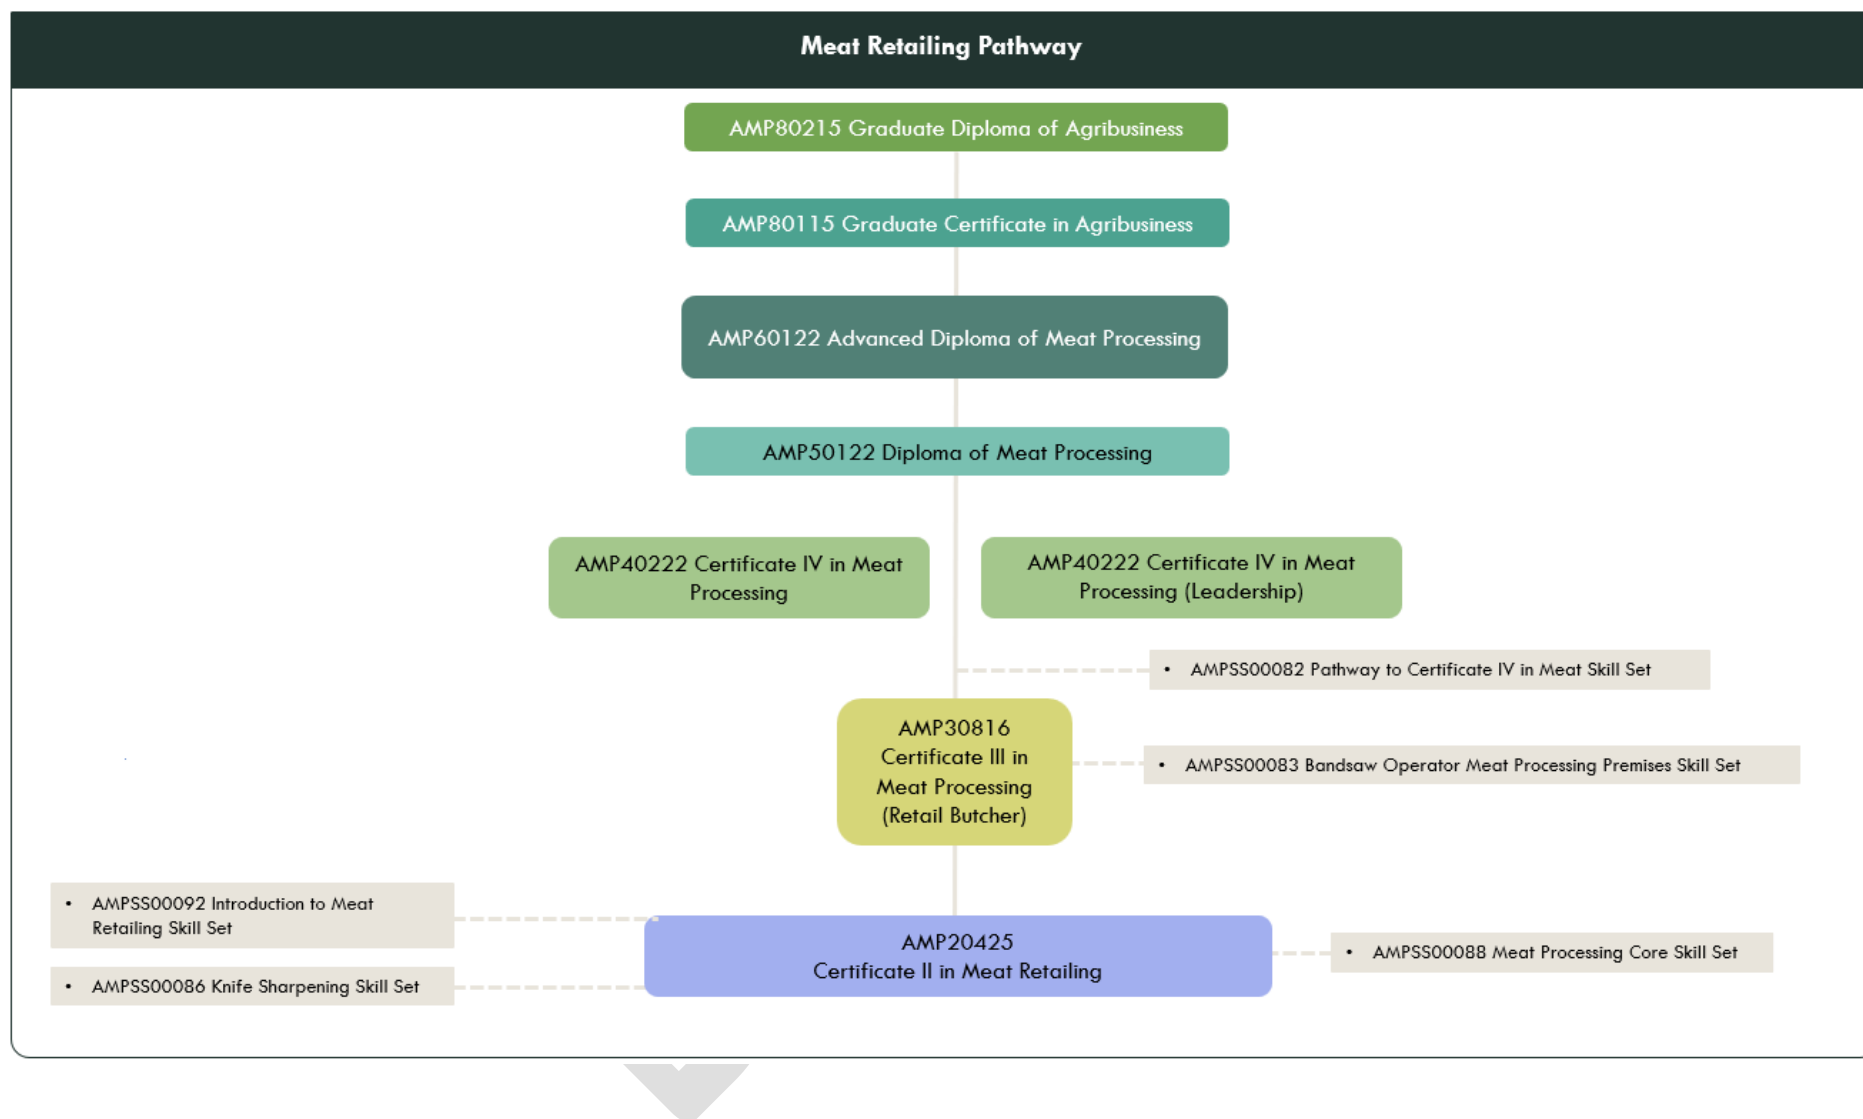 Meat Retailing Pathway
AMP80215 Graduate Diploma of Agribusiness
AMP80115 Graduate Certificate in Agribusiness
AMP60122 Advanced Diploma of Meat Processing
AMP50122 Diploma of Meat Processing
AMP40222 Certificate IV in Meat
Processing
AMP40222 Certificate IV in Meat
Processing (Leadership)
• AMPSS00082 Pathway to Certificate IV in Meat Skill Set
AMP30816
Certificate III in
Meat Processing
(Retail Butcher)
• AMPSS00083 Bandsaw Operator Meat Processing Premises Skill Set
• AMPSS00092 Introduction to Meat
Retailing Skill Set
• AMPSS00086 Knife Sharpening Skill Set
AMP20425
Certificate II in Meat Retailing
• AMPSS00088 Meat Processing Core Skill Set